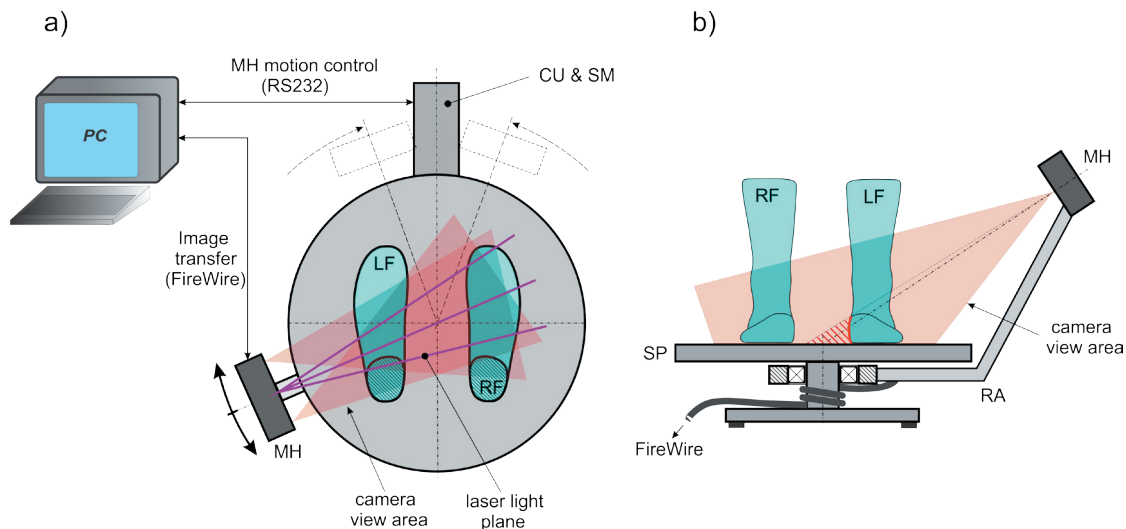 a)
MH motion control
(RS232)
CU & SM
PC
Image
transfer
(FireWire)
LF
RF
MH
camera
view area
laser light
plane
b)
MH
RF
LF
SP
camera
view area
RA
FireWire